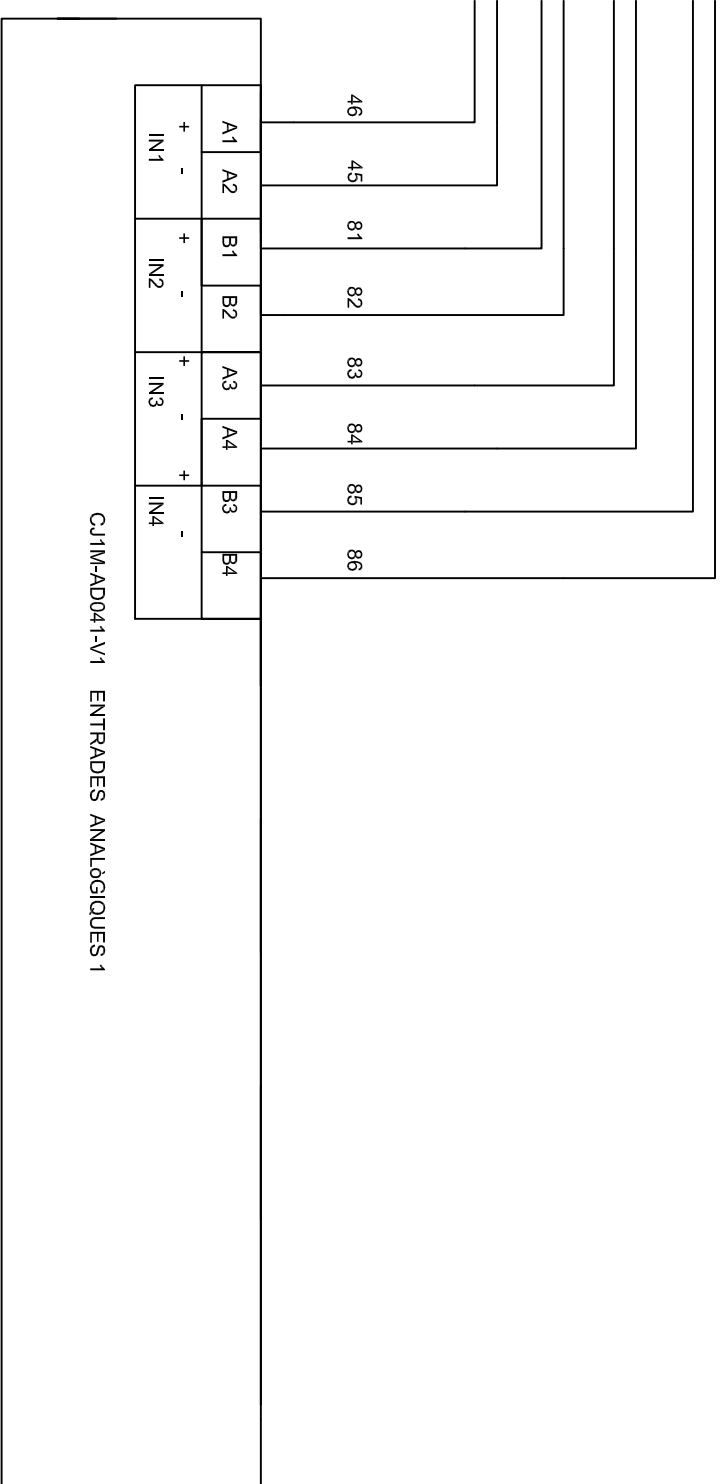 46
45
81
82
83
84
85
86
A1
A2
B1
B2
A3
A4
B3
B4
+ - + - + - + -
IN1
IN2
IN3
IN4
CJ1M-AD041-V1 ENTRADES ANALòGIQUES 1